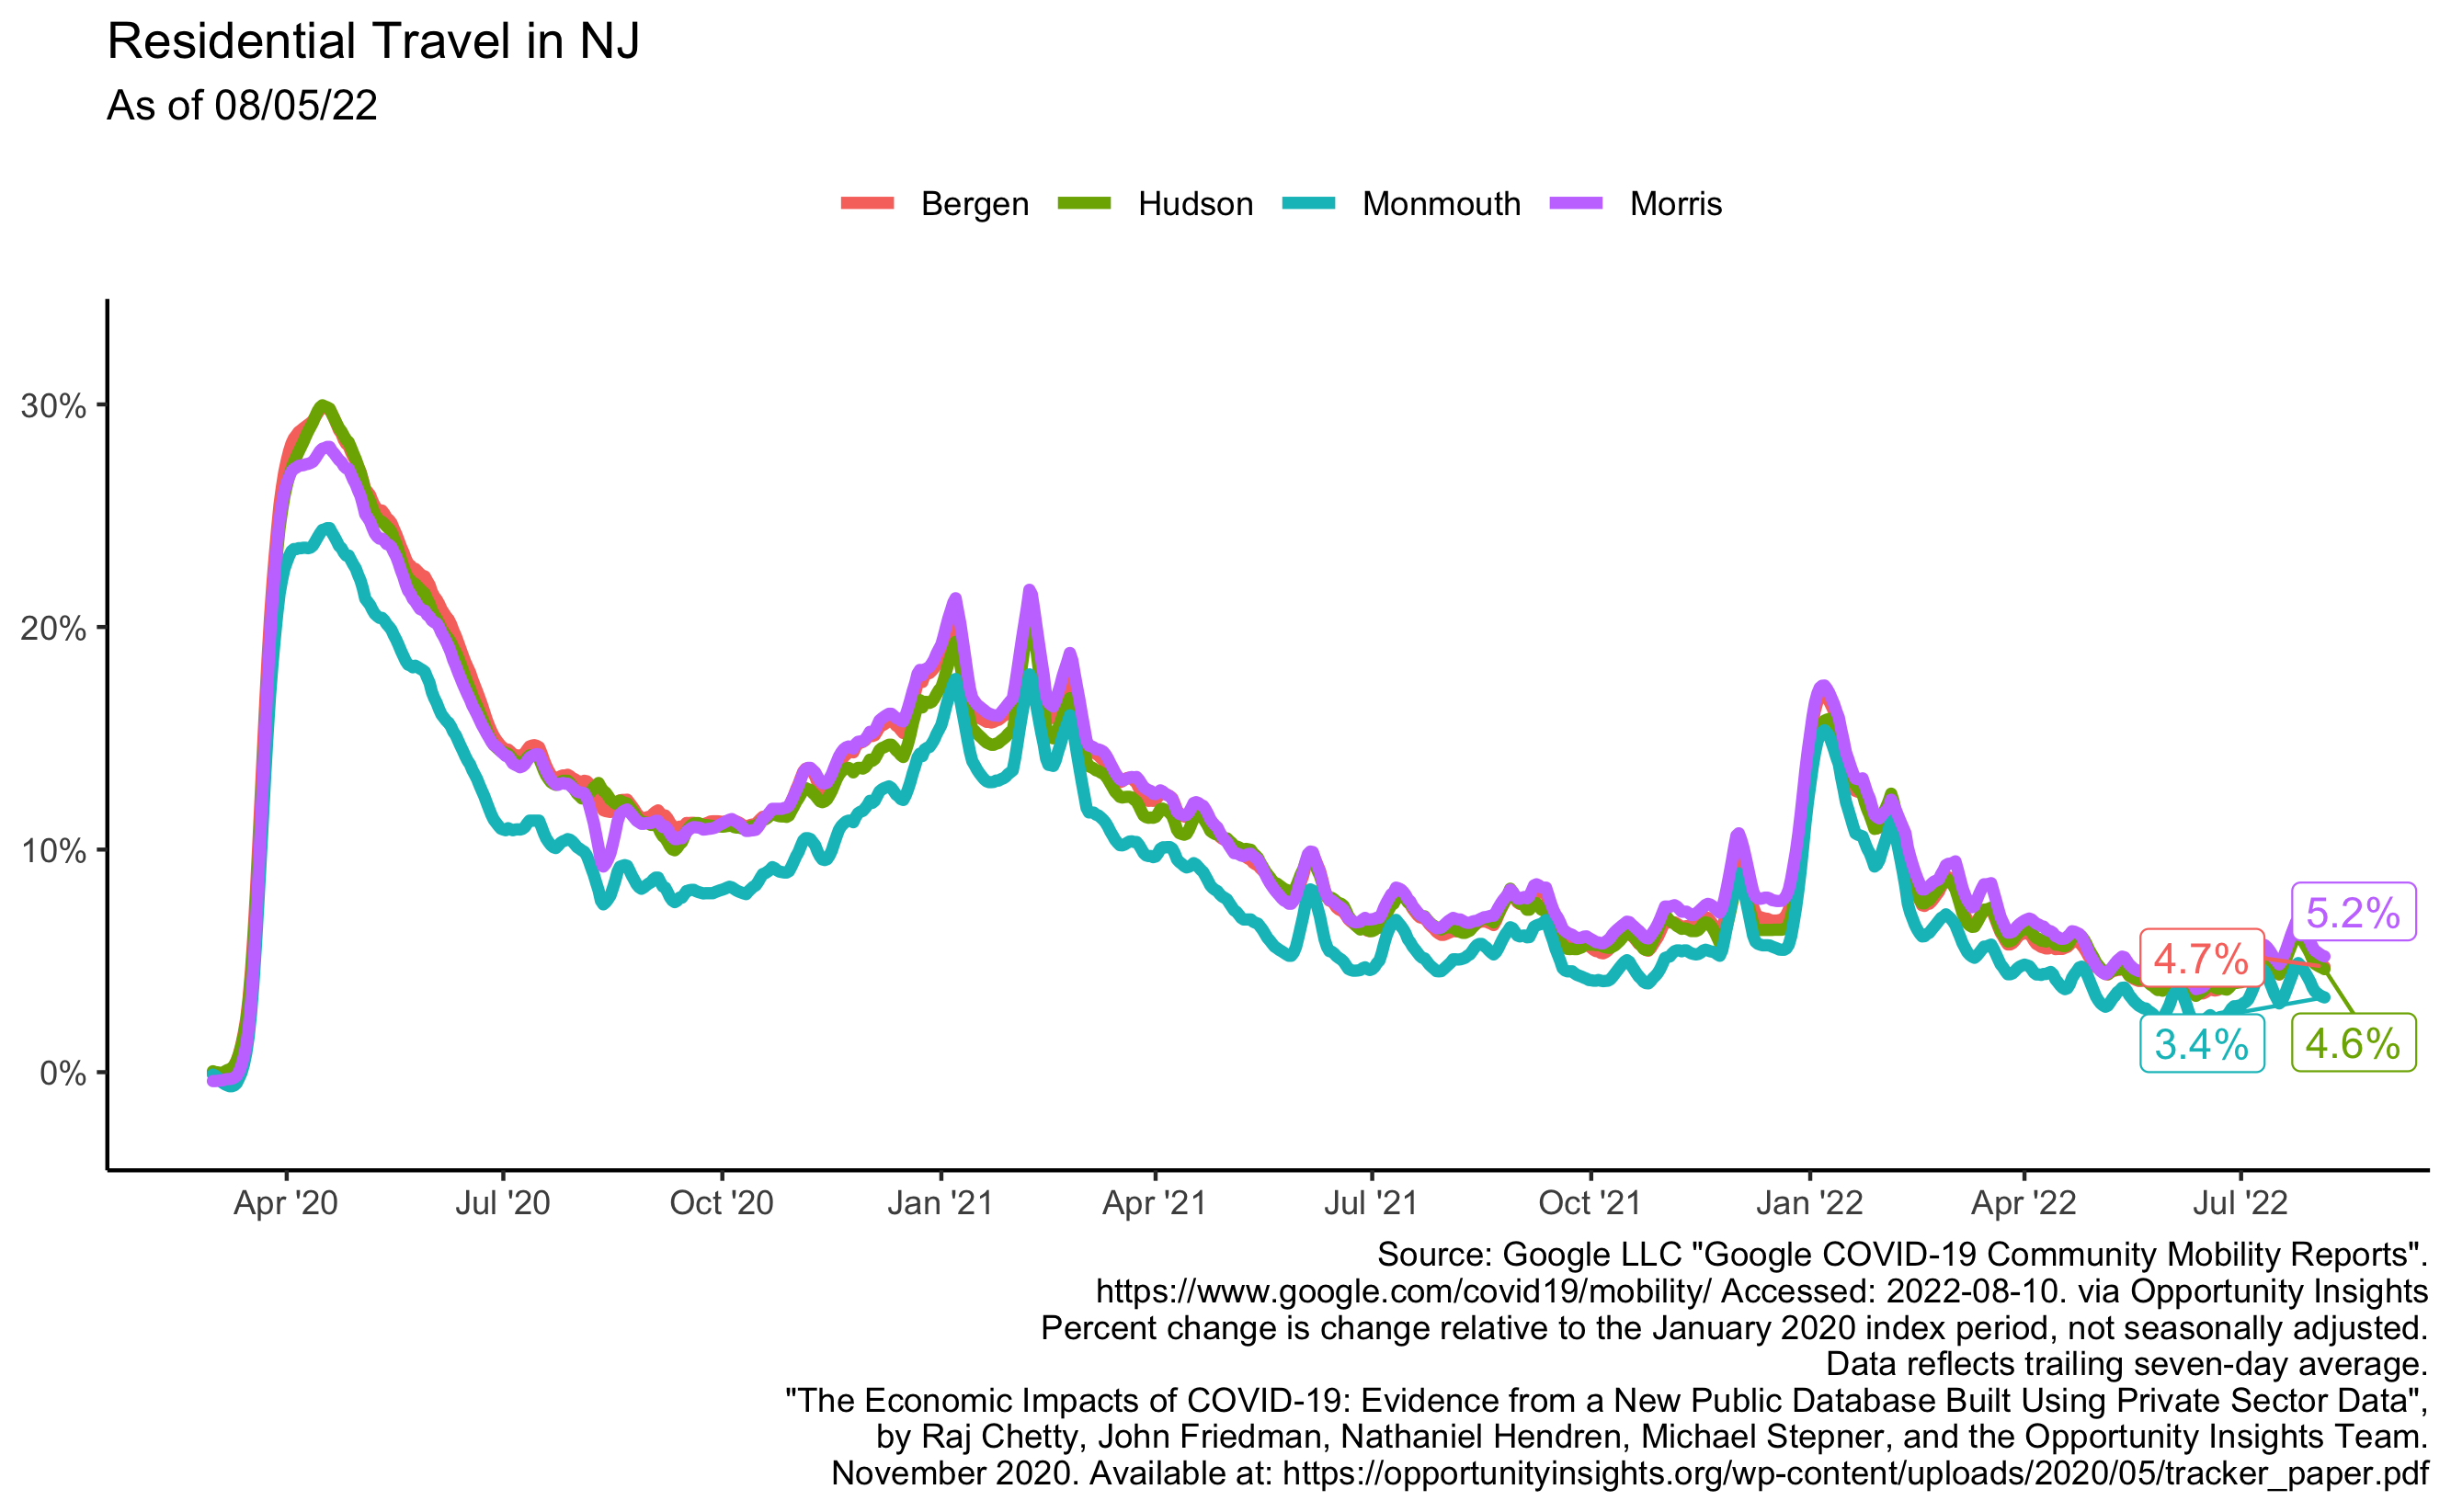 Residential Travel in NJ
As of 08/05/22
Bergen Hudson Monmouth Morris
30%
20%
10%
0%
5.2%
4.7%
3.4%
4.6%
Apr '20 Jul '20 Oct '20 Jan '21 Apr '21 Jul '21 Oct '21 Jan '22 Apr '22 Jul '22
Source: Google LLC "Google COVID-19 Community Mobility Reports".
https://www.google.com/covid19/mobility/ Accessed: 2022-08-10. via Opportunity Insights
Percent change is change relative to the January 2020 index period, not seasonally adjusted.
Data reflects trailing seven-day average.
"The Economic Impacts of COVID-19: Evidence from a New Public Database Built Using Private Sector Data",
by Raj Chetty, John Friedman, Nathaniel Hendren, Michael Stepner, and the Opportunity Insights Team.
November 2020. Available at: https://opportunityinsights.org/wp-content/uploads/2020/05/tracker_paper.pdf